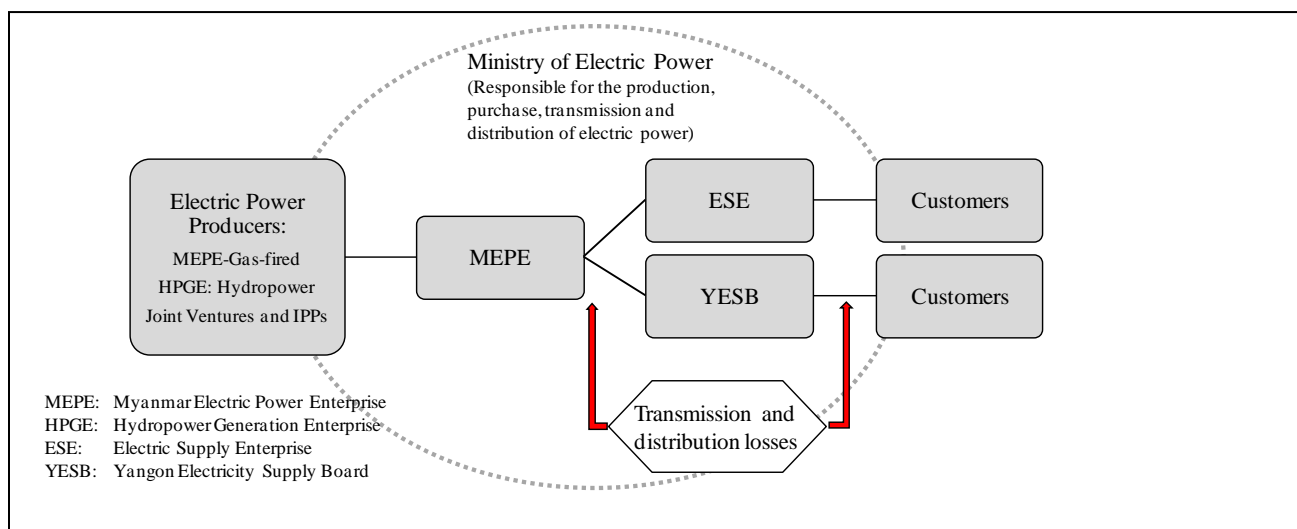 Ministry of Electric Power
(Responsible for the production,
purchase, transmission and
distribution of electric power)
Electric Power
Producers:
MEPE-Gas-fired
HPGE: Hydropower
Joint Ventures and IPPs
MEPE
ESE
Customers
YESB
Customers
Transmission and
distribution losses
MEPE: Myanmar Electric Power Enterprise
HPGE: Hydropower Generation Enterprise
ESE: Electric Supply Enterprise
YESB: Yangon Electricity Supply Board